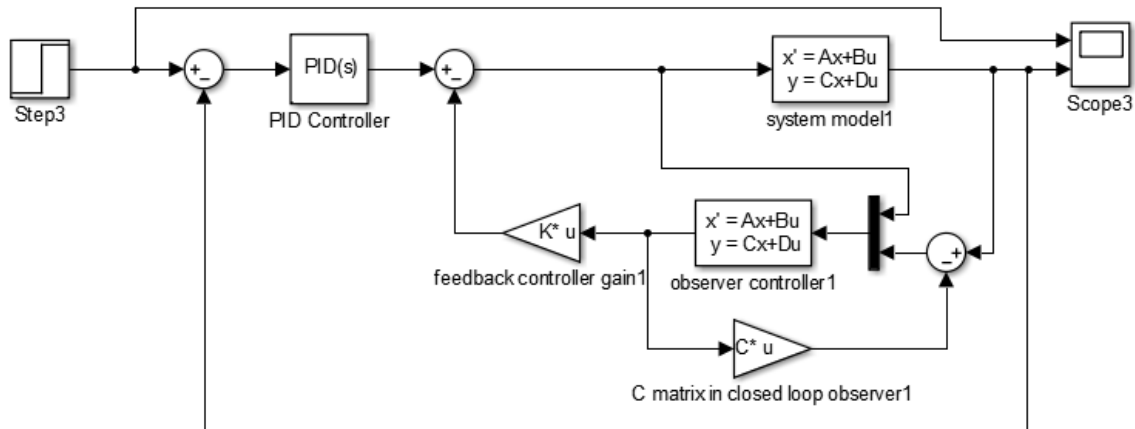 Step3
+
_
PID(s)
PID Controller
+
_
x' = Ax+Bu
y = Cx+Du
system model1
Scope3
K* u
feedback controller gain1
x' = Ax+Bu
y = Cx+Du
observer controller1
_
+
C* u
C matrix in closed loop observer1